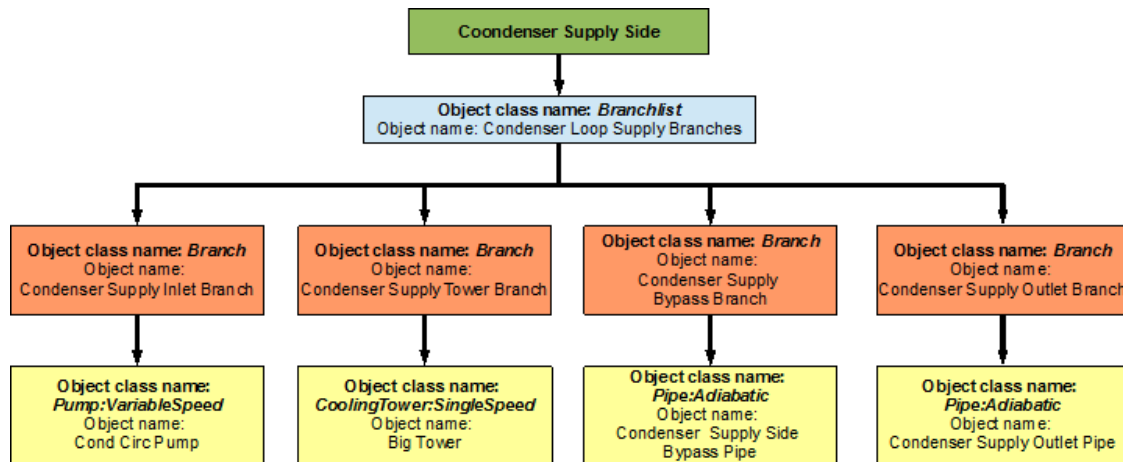 Coondenser Supply Side
Object class name: Branchlist
Object name: Condenser Loop Supply Branches
Object class name: Branch
Object name:
Condenser Supply Inlet Branch
Object class name: Branch
Object name:
Condenser Supply Tower Branch
Object class name: Branch
Object name:
Condenser Supply
Bypass Branch
Object class name: Branch
Object name:
Condenser Supply Outlet Branch
Object class name:
Pump:VariableSpeed
Object name:
Cond Circ Pump
Object class name:
CoolingTower:SingleSpeed
Object name:
Big Tower
Object class name:
Pipe:Adiabatic
Object name:
Condenser Supply Side
Bypass Pipe
Object class name:
Pipe:Adiabatic
Object name:
Condenser Supply Outlet Pipe